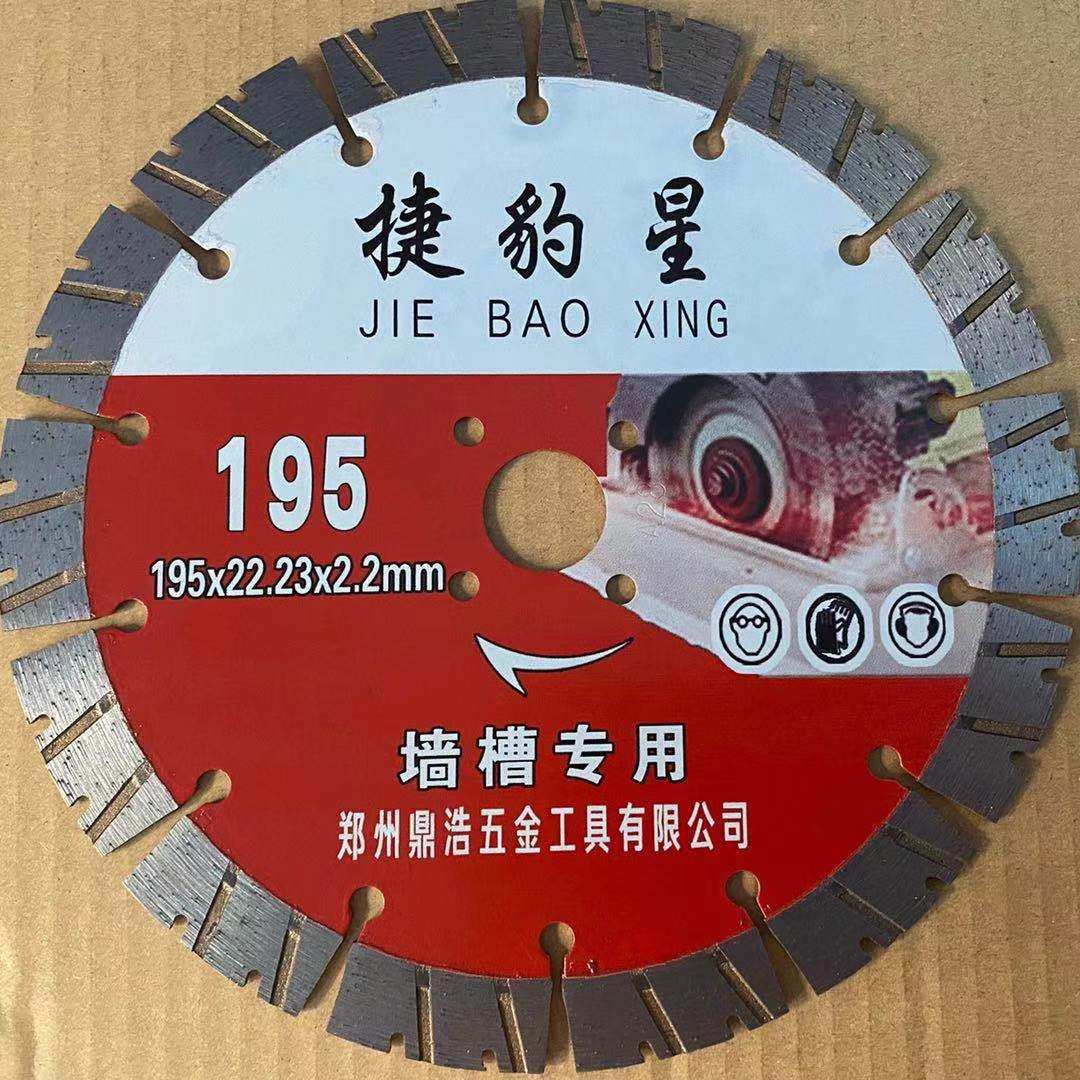 捷豹星
JIE BAO XING
195
195x22.23x2.2mm
墙槽专用
郑州鼎浩五金工具有限公司